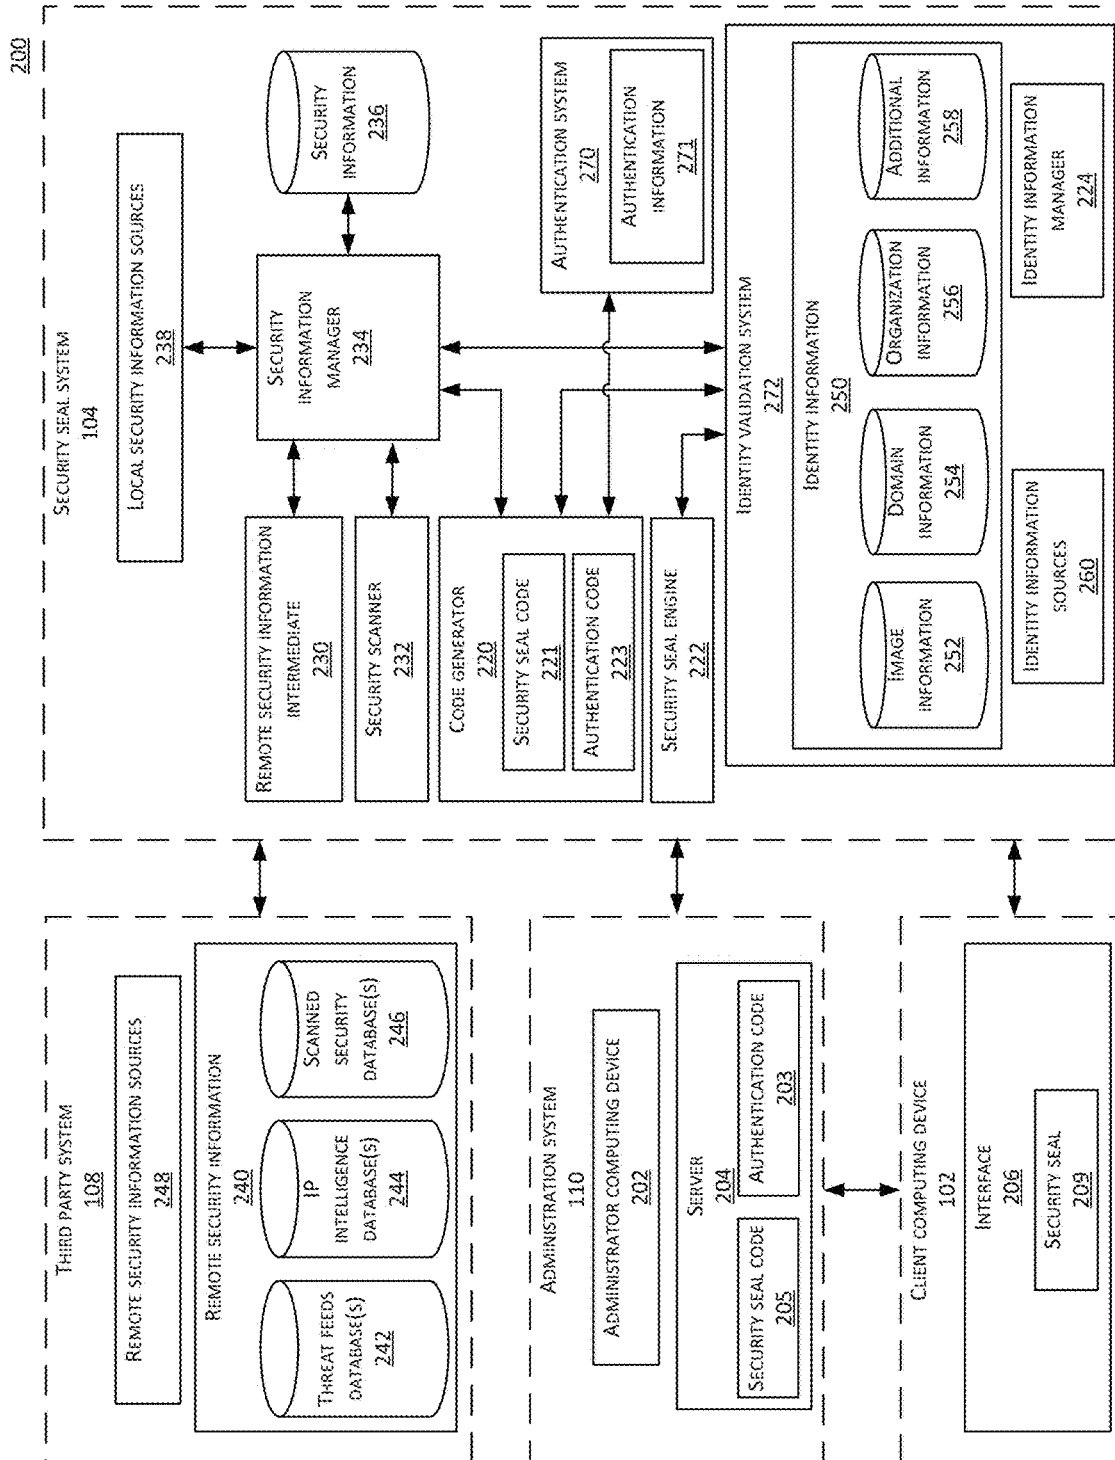 200
THIRD PARTY SYSTEM
108
REMOTE SECURITY INFORMATION SOURCES
248
REMOTE SECURITY INFORMATION
240
THREAT FEEDS
DATABASE(S)
242
IP
INTELLIGENCE
DATABASE(S)
244
SCANNED
SECURITY
DATABASE(S)
246
ADMINISTRATION SYSTEM
110
ADMINISTRATOR COMPUTING DEVICE
202
SERVER
204
SECURITY SEAL CODE
205
AUTHENTICATION CODE
203
CLIENT COMPUTING DEVICE
102
INTERFACE
206
SECURITY SEAL
209
SECURITY SEAL SYSTEM
104
LOCAL SECURITY INFORMATION SOURCES
238
REMOTE SECURITY INFORMATION
INTERMEDIATE
230
SECURITY SCANNER
232
SECURITY
INFORMATION
MANAGER
234
SECURITY
INFORMATION
236
CODE GENERATOR
220
SECURITY SEAL CODE
221
AUTHENTICATION CODE
223
SECURITY SEAL ENGINE
222
AUTHENTICATION SYSTEM
270
AUTHENTICATION
INFORMATION
271
IDENTITY VALIDATION SYSTEM
272
IDENTITY INFORMATION
250
IMAGE
INFORMATION
252
DOMAIN
INFORMATION
254
ORGANIZATION
INFORMATION
256
ADDITIONAL
INFORMATION
258
IDENTITY INFORMATION
SOURCES
260
IDENTITY INFORMATION
MANAGER
224